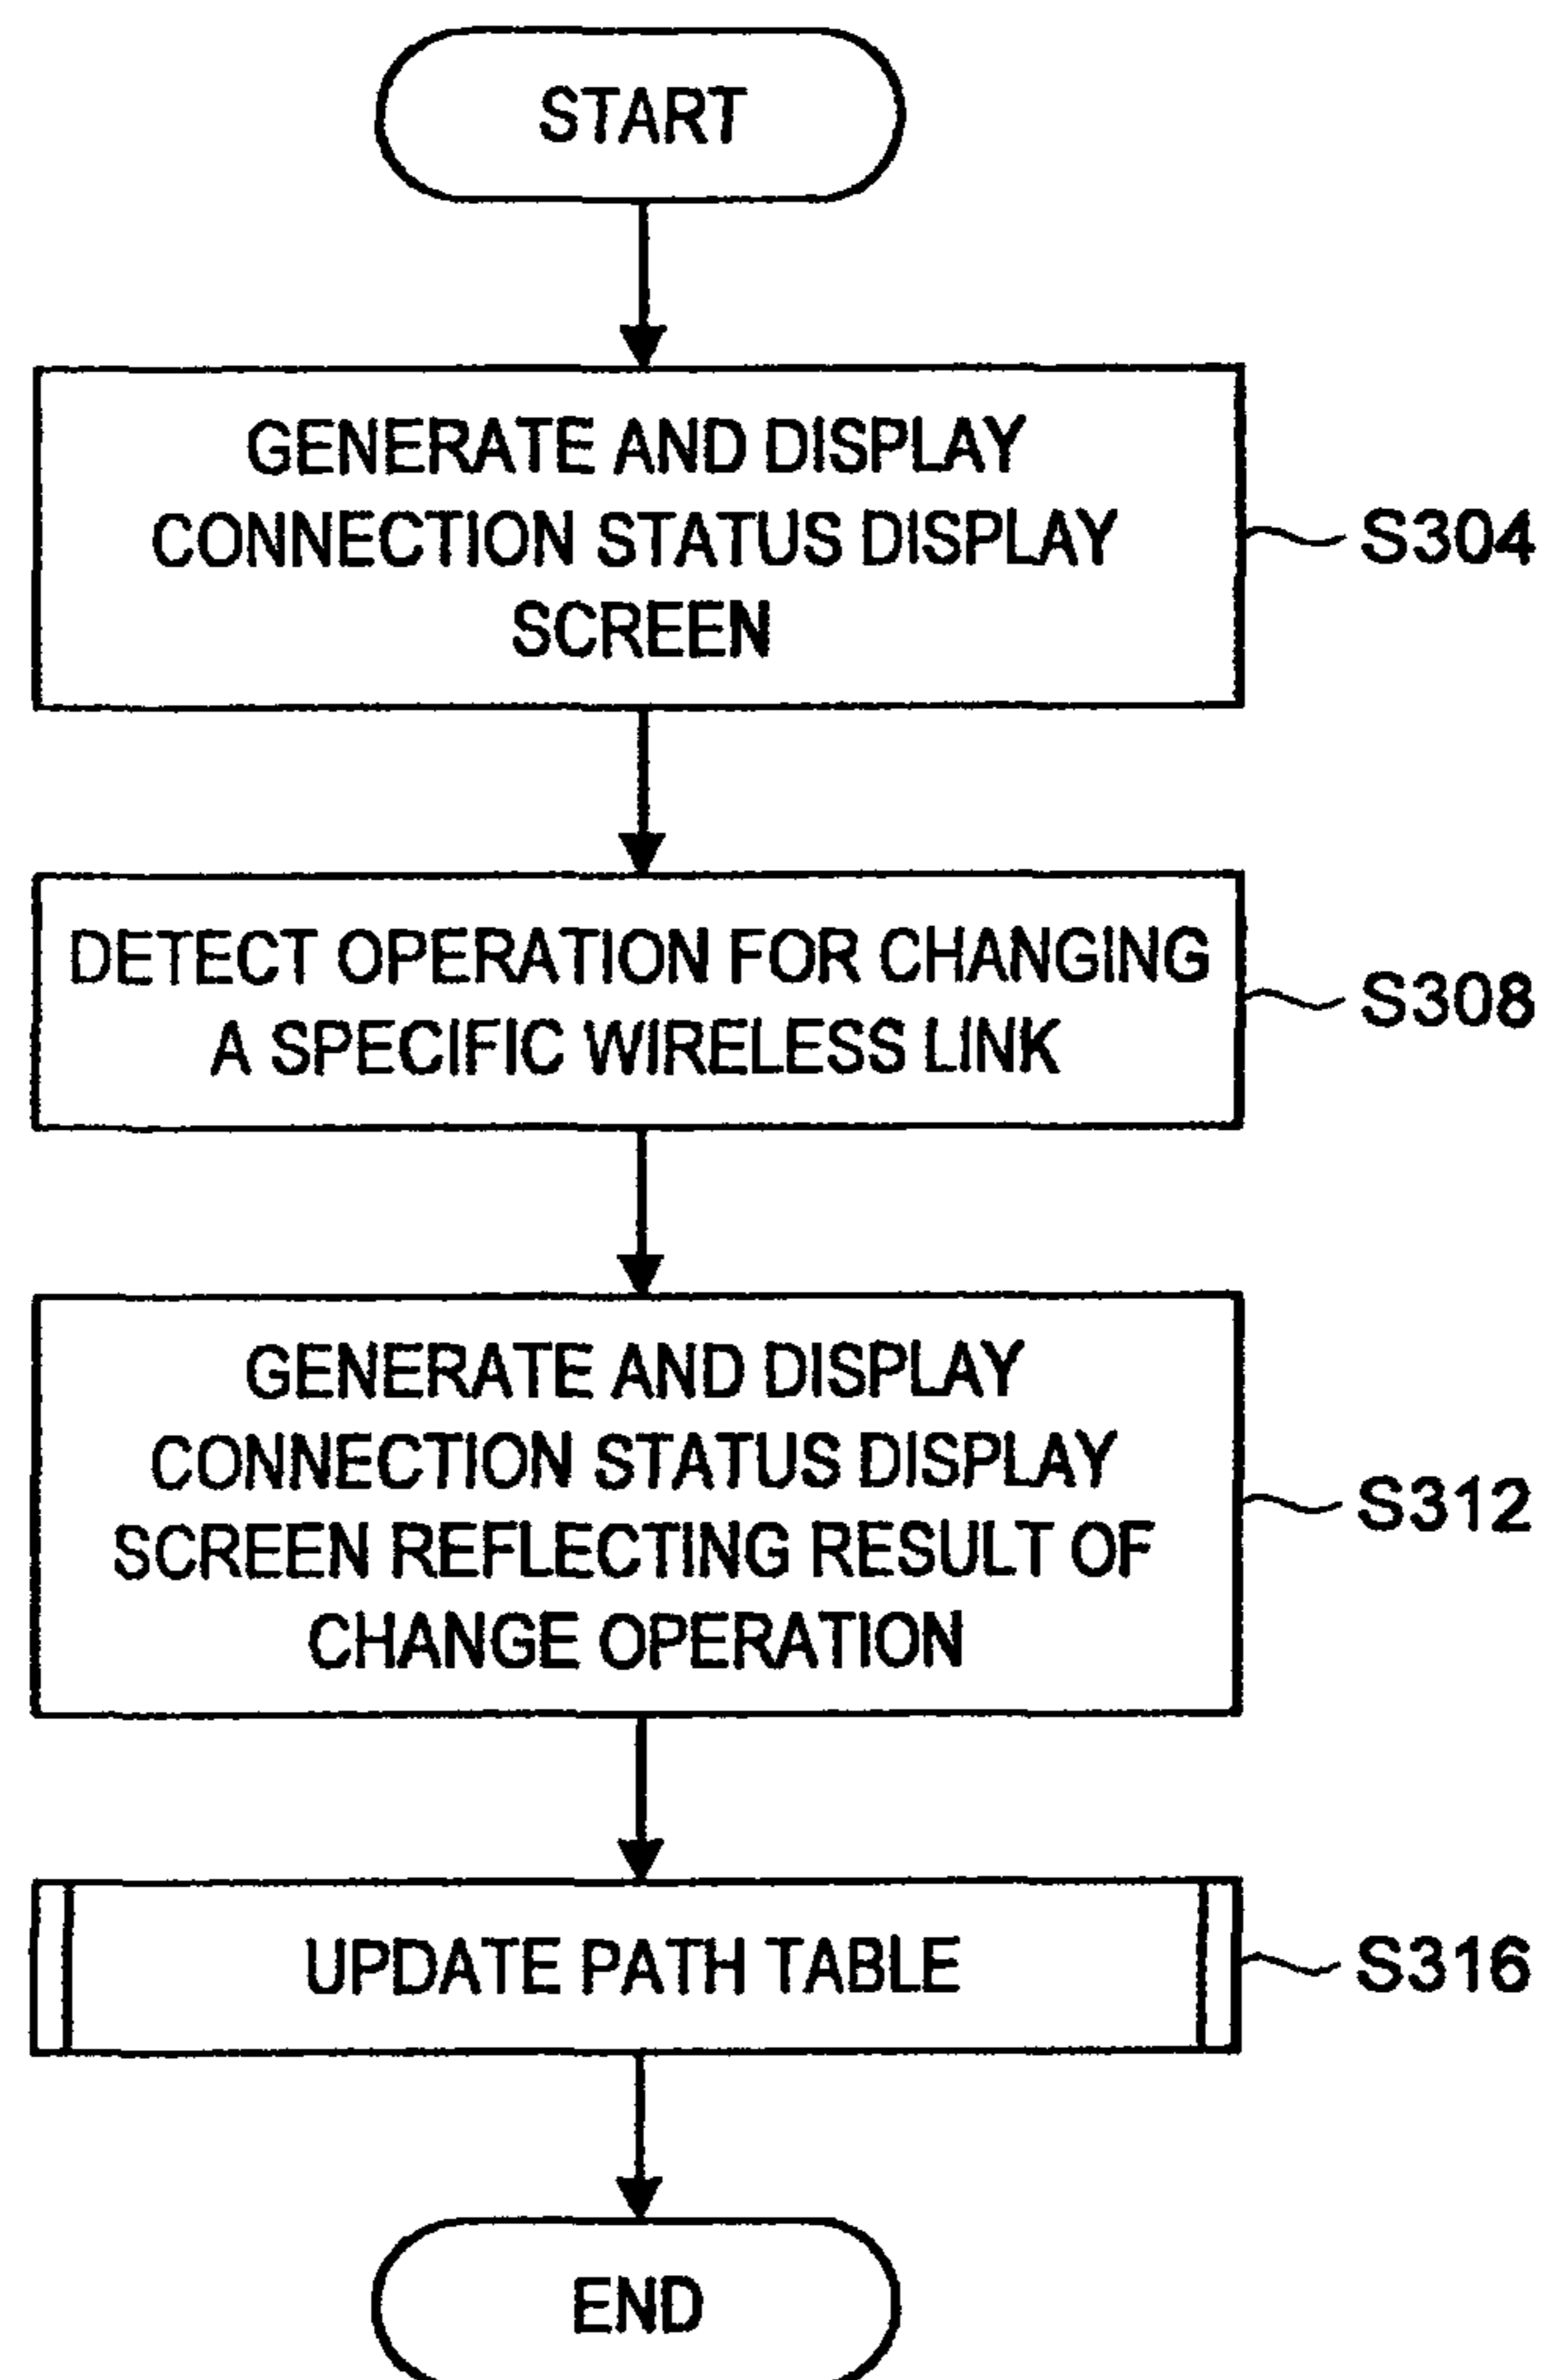 START
GENERATE AND DISPLAY
CONNECTION STATUS DISPLAY
SCREEN
S304
DETECT OPERATION FOR CHANGING
A SPECIFIC WIRELESS LINK
S308
GENERATE AND DISPLAY
CONNECTION STATUS DISPLAY
SCREEN REFLECTING RESULT OF
CHANGE OPERATION
S312
UPDATE PATH TABLE
S316
END